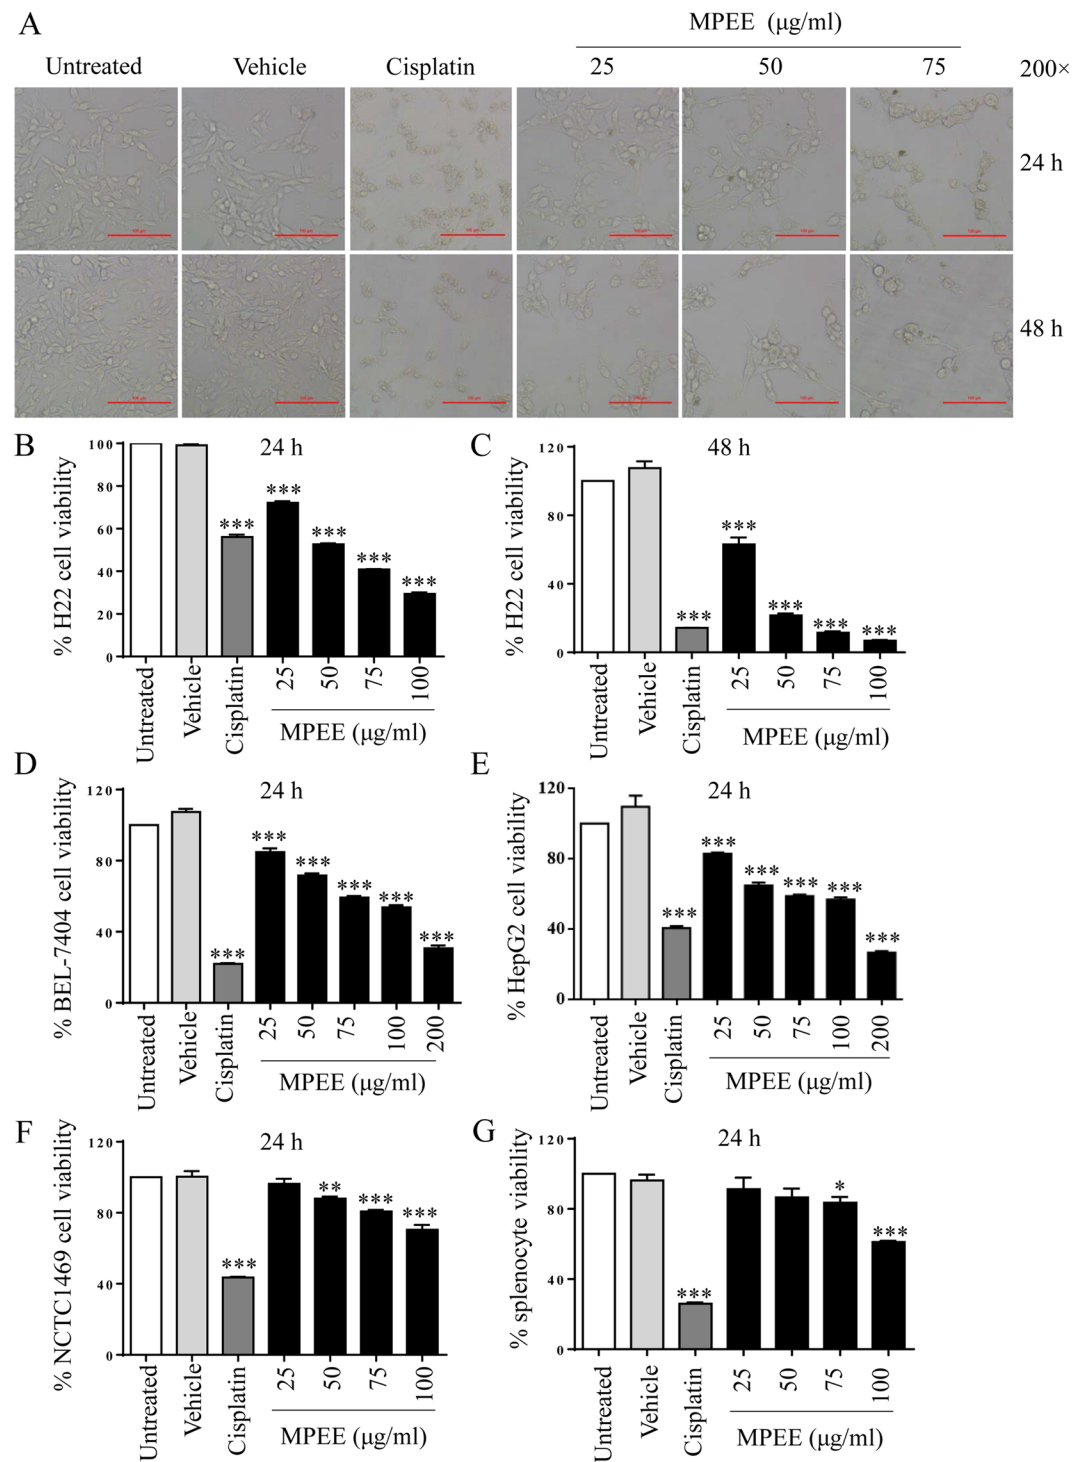 A
MPEE (μg/ml)
Untreated Vehicle Cisplatin 25 50 75 200×
24 h
48 h
B
24 h
% H22 cell viability
100
80
60
40
20
0
***
***
***
***
***
Untreated Vehicle Cisplatin 25 50 75 100
MPEE (μg/ml)
C
48 h
% H22 cell viability
120
80
40
0
***
***
***
***
***
Untreated Vehicle Cisplatin 25 50 75 100
MPEE (μg/ml)
D
24 h
% BEL-7404 cell viability
120
80
40
0
***
***
***
***
***
***
Untreated Vehicle Cisplatin 25 50 75 100 200
MPEE (μg/ml)
E
24 h
% HepG2 cell viability
120
80
40
0
***
***
***
***
***
***
Untreated Vehicle Cisplatin 25 50 75 100 200
MPEE (μg/ml)
F
24 h
% NCTC1469 cell viability
120
80
40
0
***
**
***
***
Untreated Vehicle Cisplatin 25 50 75 100
MPEE (μg/ml)
G
24 h
% splenocyte viability
120
80
40
0
***
*
***
Untreated Vehicle Cisplatin 25 50 75 100
MPEE (μg/ml)